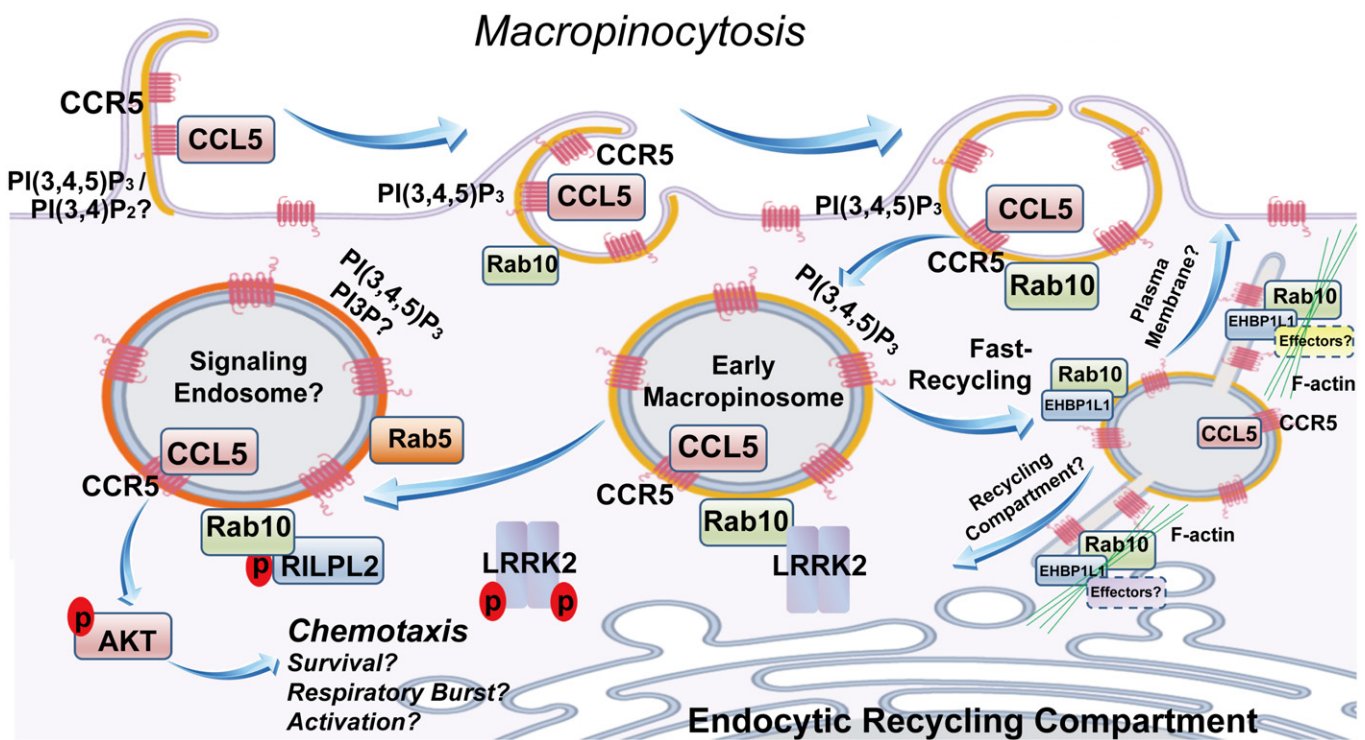 Macropinocytosis
CCR5
CCL5
PI(3,4,5)P3 /
PI(3,4)P2?
PI(3,4,5)P3
CCR5
CCL5
Rab10
PI(3,4,5)P3
CCL5
CCR5
Rab10
Plasma
Membrane?
Rab10
EHBP1L1
Effectors?
F-actin
PI(3,4,5)P3
PI3P?
Signaling
Endosome?
Rab5
CCL5
CCR5
Rab10
p
RILPL2
p
AKT
Chemotaxis
Survival?
Respiratory Burst?
Activation?
PI(3,4,5)P3
Early
Macropinosome
CCL5
CCR5
Rab10
LRRK2
LRRK2
p
p
Fast-
Recycling
Rab10
EHBP1L1
CCL5
CCR5
Recycling
Compartment?
F-actin
Rab10
EHBP1L1
Effectors?
Endocytic Recycling Compartment